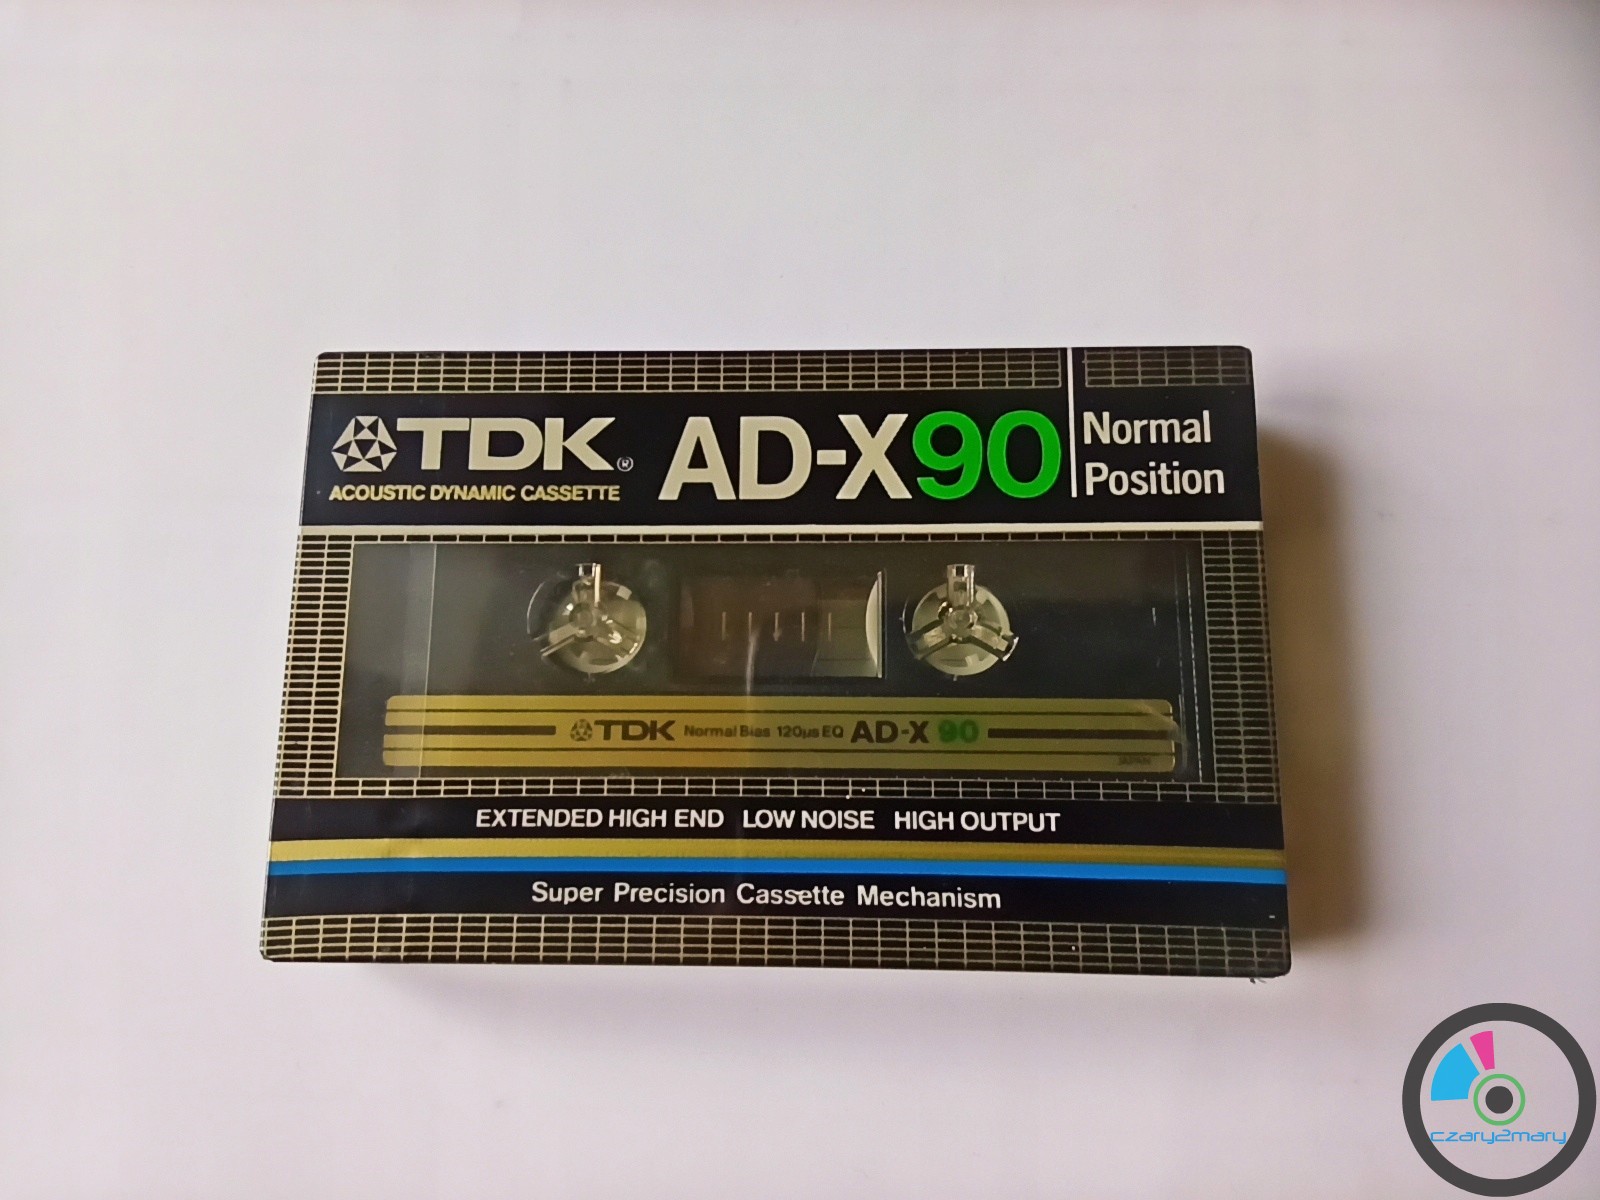 TDK® AD-X90
ACOUSTIC DYNAMIC CASSETTE
Normal
Position
TDK Normal Bias 120µs EQ AD-X 90
JAPAN
EXTENDED HIGH END LOW NOISE HIGH OUTPUT
Super Precision Cassette Mechanism
czary2mary